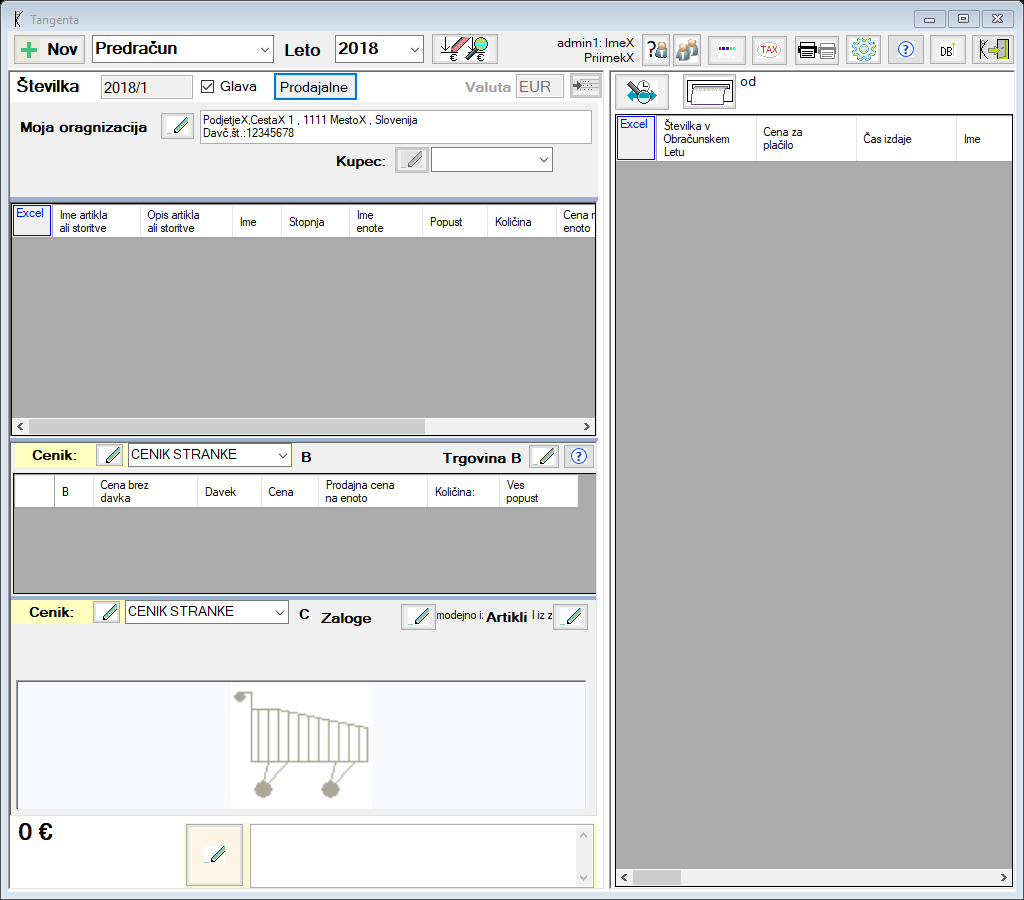 Tangenta
Nov
Predračun
Leto
2018
admin1: ImeX
PriimekX
TAX
DB
Številka
2018/1
Glava
Prodajalne
Valuta
EUR
Moja oragnizacija
PodjetjeX,CestaX 1 , 1111 MestoX , Slovenija
Davč.št.:12345678
Kupec:
Excel
Ime artikla
ali storitve
Opis artikla
ali storitve
Ime
Stopnja
Ime
enote
Popust
Količina
Cena
enoto
Cenik:
CENIK STRANKE
B
Trgovina B
B
Cena brez
davka
Davek
Cena
Prodajna cena
na enoto
Količina:
Ves
popust
Cenik:
CENIK STRANKE
C
Zaloge
modejno i:
Artikli
l iz z
0 €
od
Excel
Številka v
Obračunskem
Letu
Cena za
plačilo
Čas izdaje
Ime